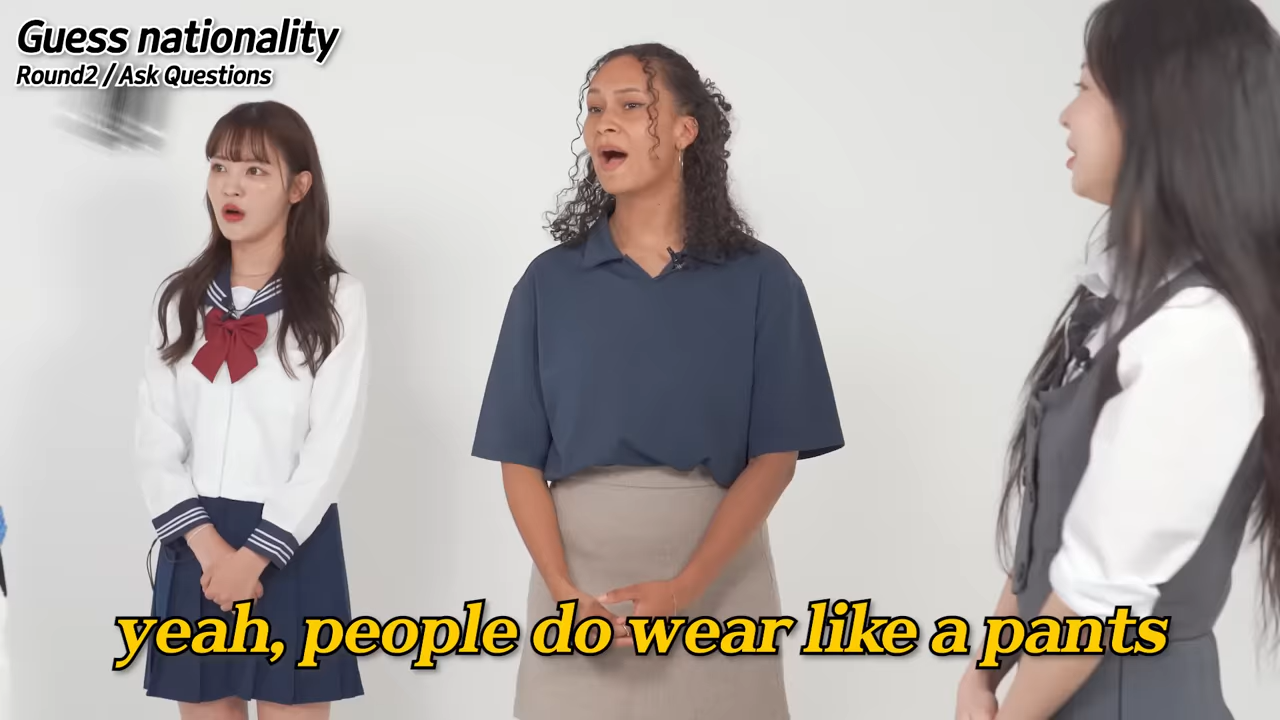 Guess nationality
Round2 / Ask Questions
yeah, people do wear like a pants